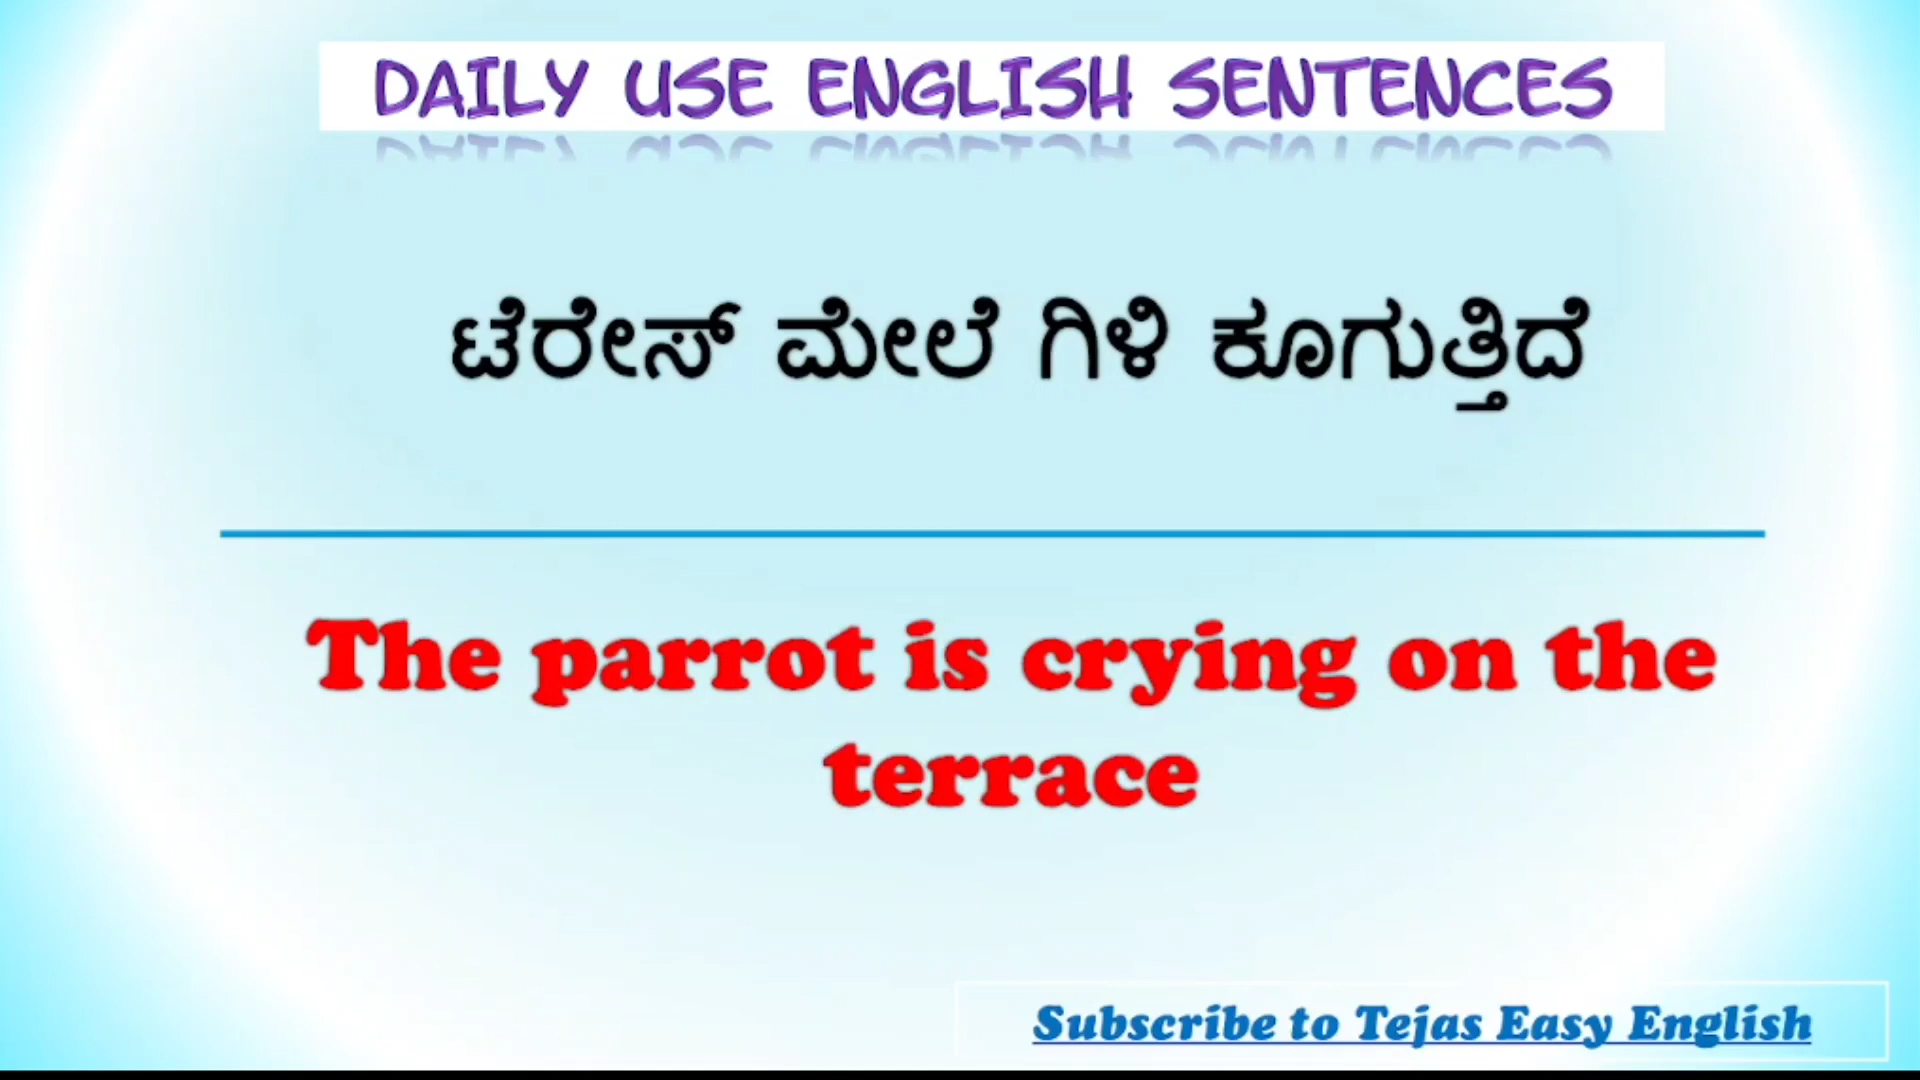 DAILY USE ENGLISH SENTENCES
ಟೆರೇಸ್ ಮೇಲೆ ಗಿಳಿ ಕೂಗುತ್ತಿದೆ
The parrot is crying on the
terrace
Subscribe to Tejas Easy English